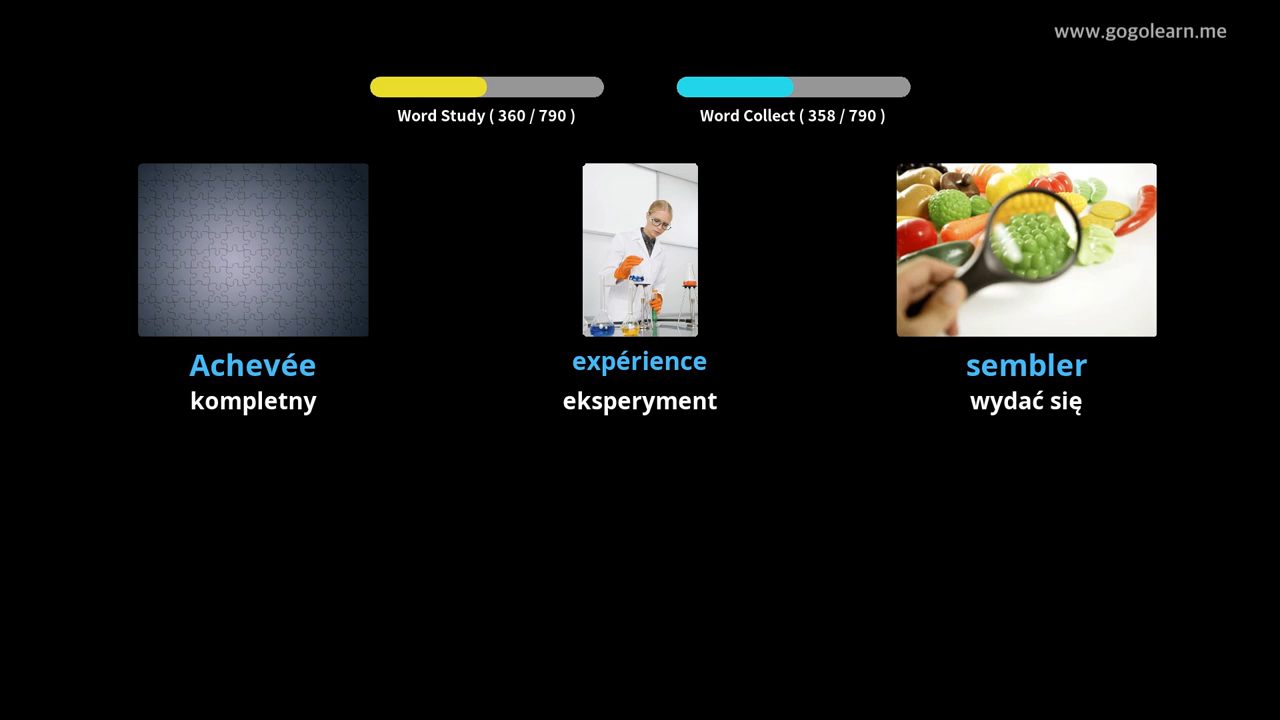 www.gogolearn.me
Word Study ( 360 / 790 )
Word Collect ( 358 / 790 )
Achevée
kompletny
expérience
eksperyment
sembler
wydać się